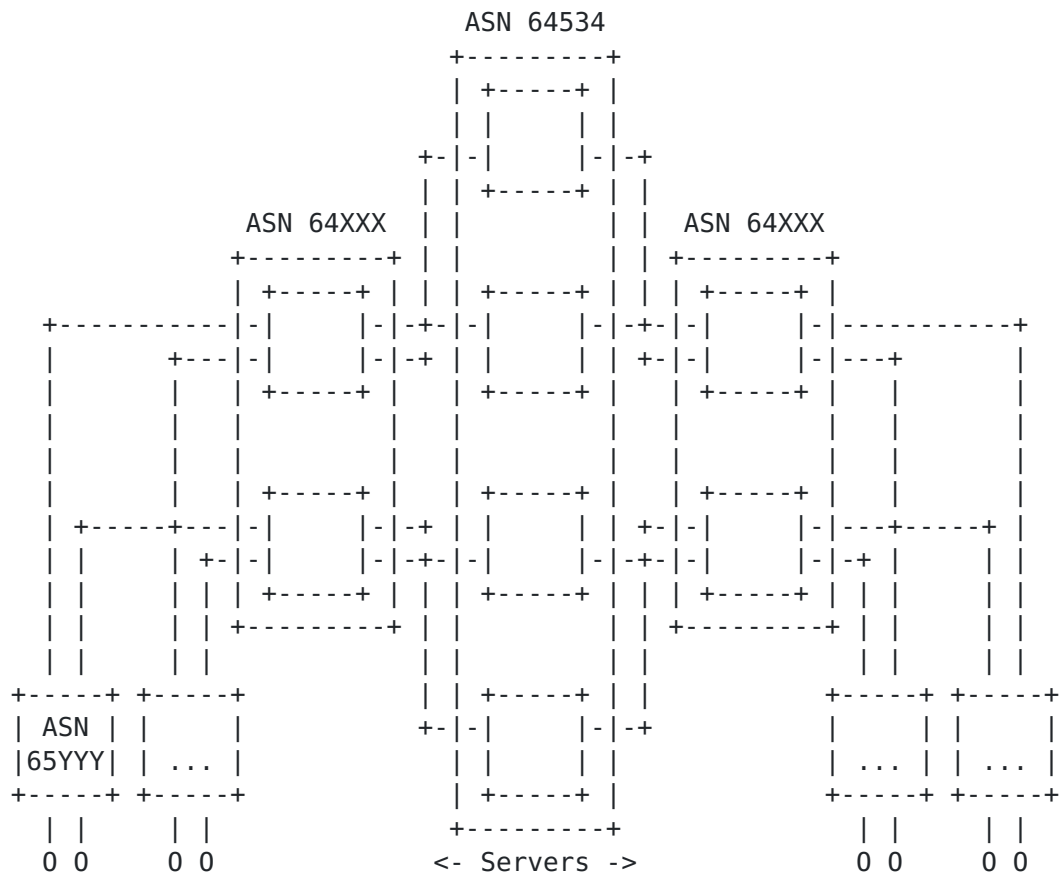 ASN 64534
ASN 64XXX ASN 64XXX
ASN
65YYY ... ... ...
O O O O <- Servers -> O O O O